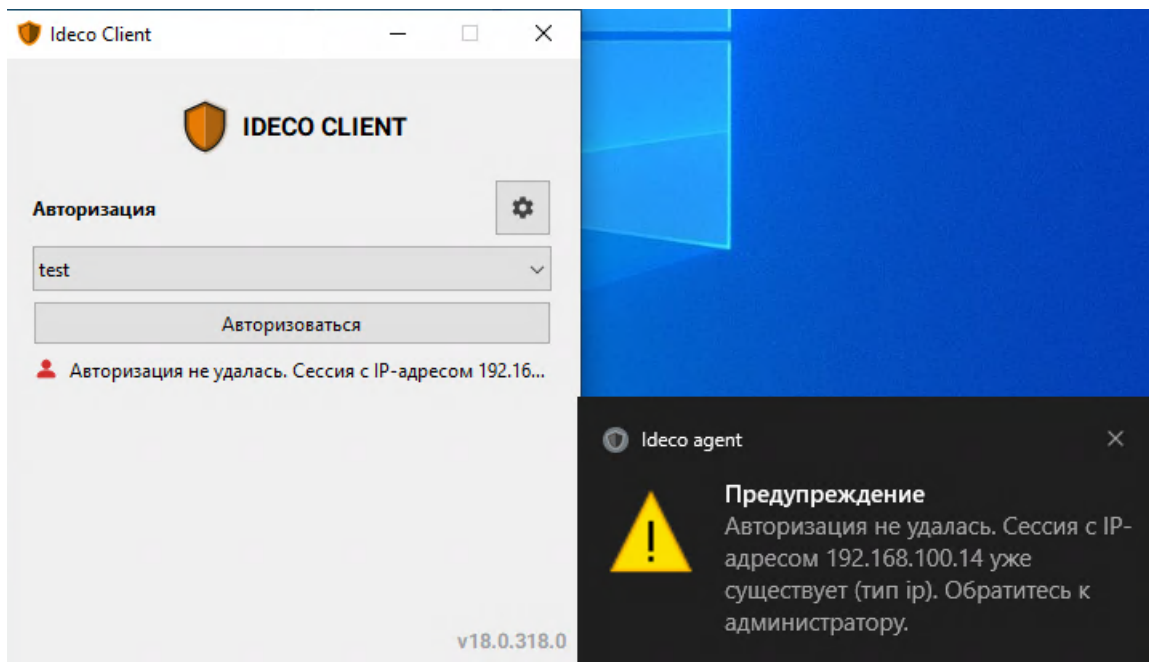 Ideco Client
IDECO CLIENT
Авторизация
test
Авторизоваться
Авторизация не удалась. Сессия с IP-адресом 192.16...
v18.0.318.0
Ideco agent
Предупреждение
Авторизация не удалась. Сессия с IP-
адресом 192.168.100.14 уже
существует (тип ip). Обратитесь к
администратору.